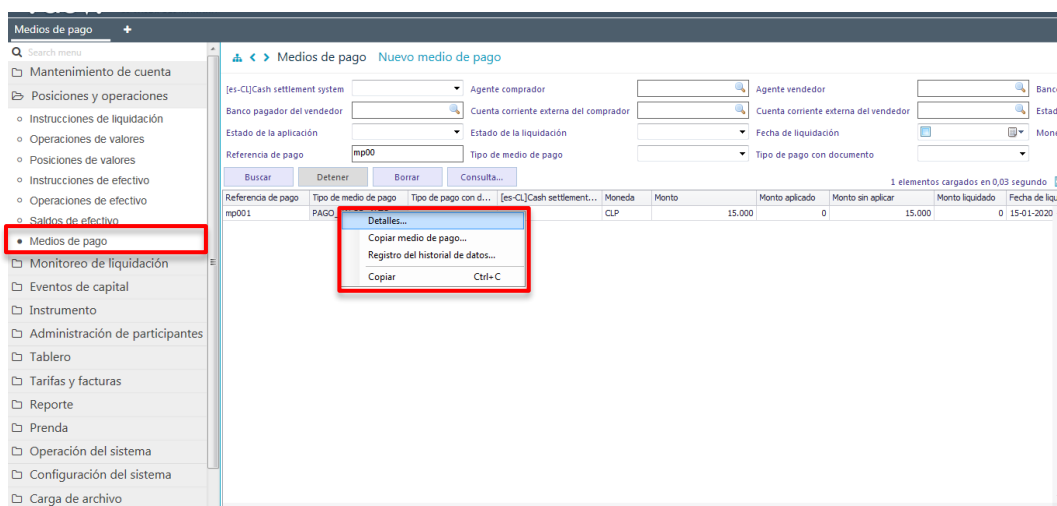 Medios de pago +
Search menu
Mantenimiento de cuenta
Posiciones y operaciones
Instrucciones de liquidación
Operaciones de valores
Posiciones de valores
Instrucciones de efectivo
Operaciones de efectivo
Saldos de efectivo
Medios de pago
Monitoreo de liquidación
Eventos de capital
Instrumento
Administración de participantes
Tablero
Tarifas y facturas
Reporte
Prenda
Operación del sistema
Configuración del sistema
Carga de archivo
Medios de pago Nuevo medio de pago
[es-CL]Cash settlement system Agente comprador Agente vendedor Banc
Banco pagador del vendedor Cuenta corriente externa del comprador Cuenta corriente externa del vendedor Estad
Estado de la aplicación Estado de la liquidación Fecha de liquidación Mone
Referencia de pago mp00 Tipo de medio de pago Tipo de pago con documento
Buscar Detener Borrar Consulta...
1 elementos cargados en 0,03 segundo
Referencia de pago Tipo de medio de pago Tipo de pago con d... [es-CL]Cash settlement... Moneda Monto Monto aplicado Monto sin aplicar Monto liquidado Fecha de liqu
mp001 PAGO_ CLP 15.000 0 15.000 0 15-01-2020
Detalles...
Copiar medio de pago...
Registro del historial de datos...
Copiar Ctrl+C